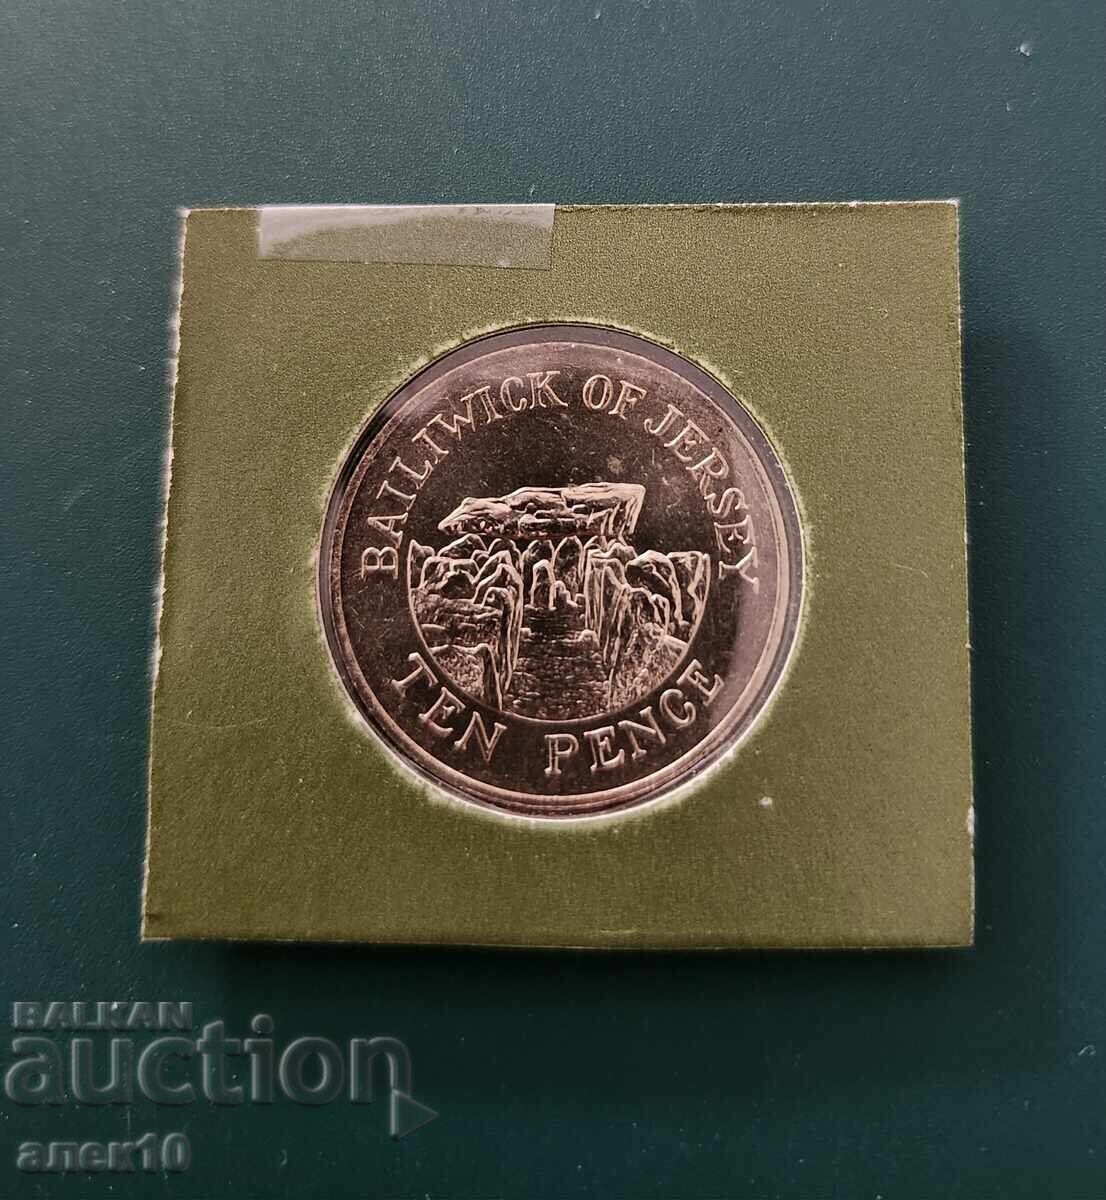 BAILIWICK OF JERSEY
TEN PENCE
BALKAN
auction
алек10